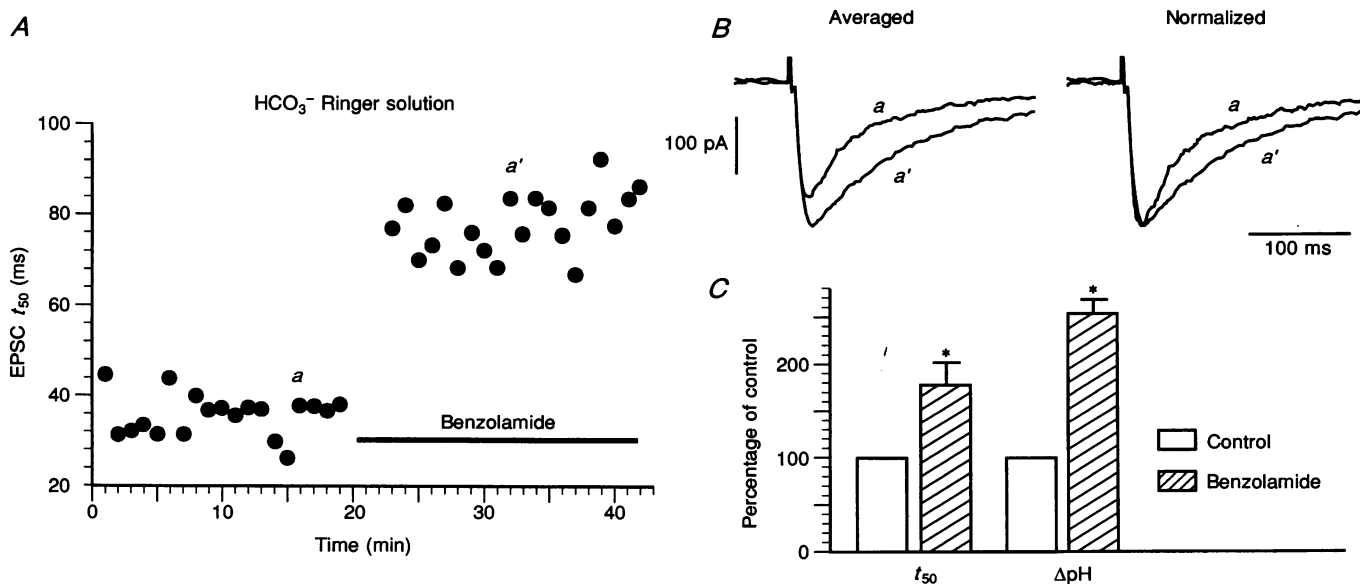 A
HCO₃⁻ Ringer solution
100
80
60
40
20
EPSC t₅₀ (ms)
a'
a
Benzolamide
0
10
20
30
40
Time (min)
B
Averaged
Normalized
100 pA
a
a'
a
a'
100 ms
C
200
100
0
Percentage of control
*
*
Control
Benzolamide
t₅₀
ΔpH